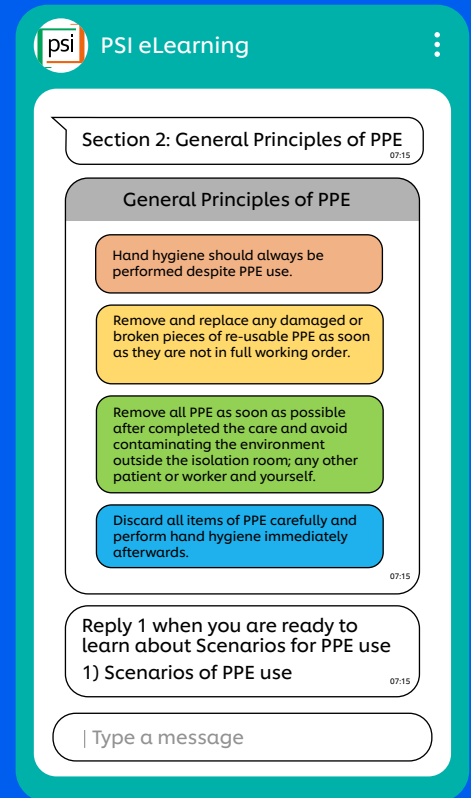 psi PSI eLearning
Section 2: General Principles of PPE
07:15
General Principles of PPE
Hand hygiene should always be
performed despite PPE use.
Remove and replace any damaged or
broken pieces of re-usable PPE as soon
as they are not in full working order.
Remove all PPE as soon as possible
after completed the care and avoid
contaminating the environment
outside the isolation room; any other
patient or worker and yourself.
Discard all items of PPE carefully and
perform hand hygiene immediately
afterwards.
07:15
Reply 1 when you are ready to
learn about Scenarios for PPE use
1) Scenarios of PPE use
07:15
| Type a message